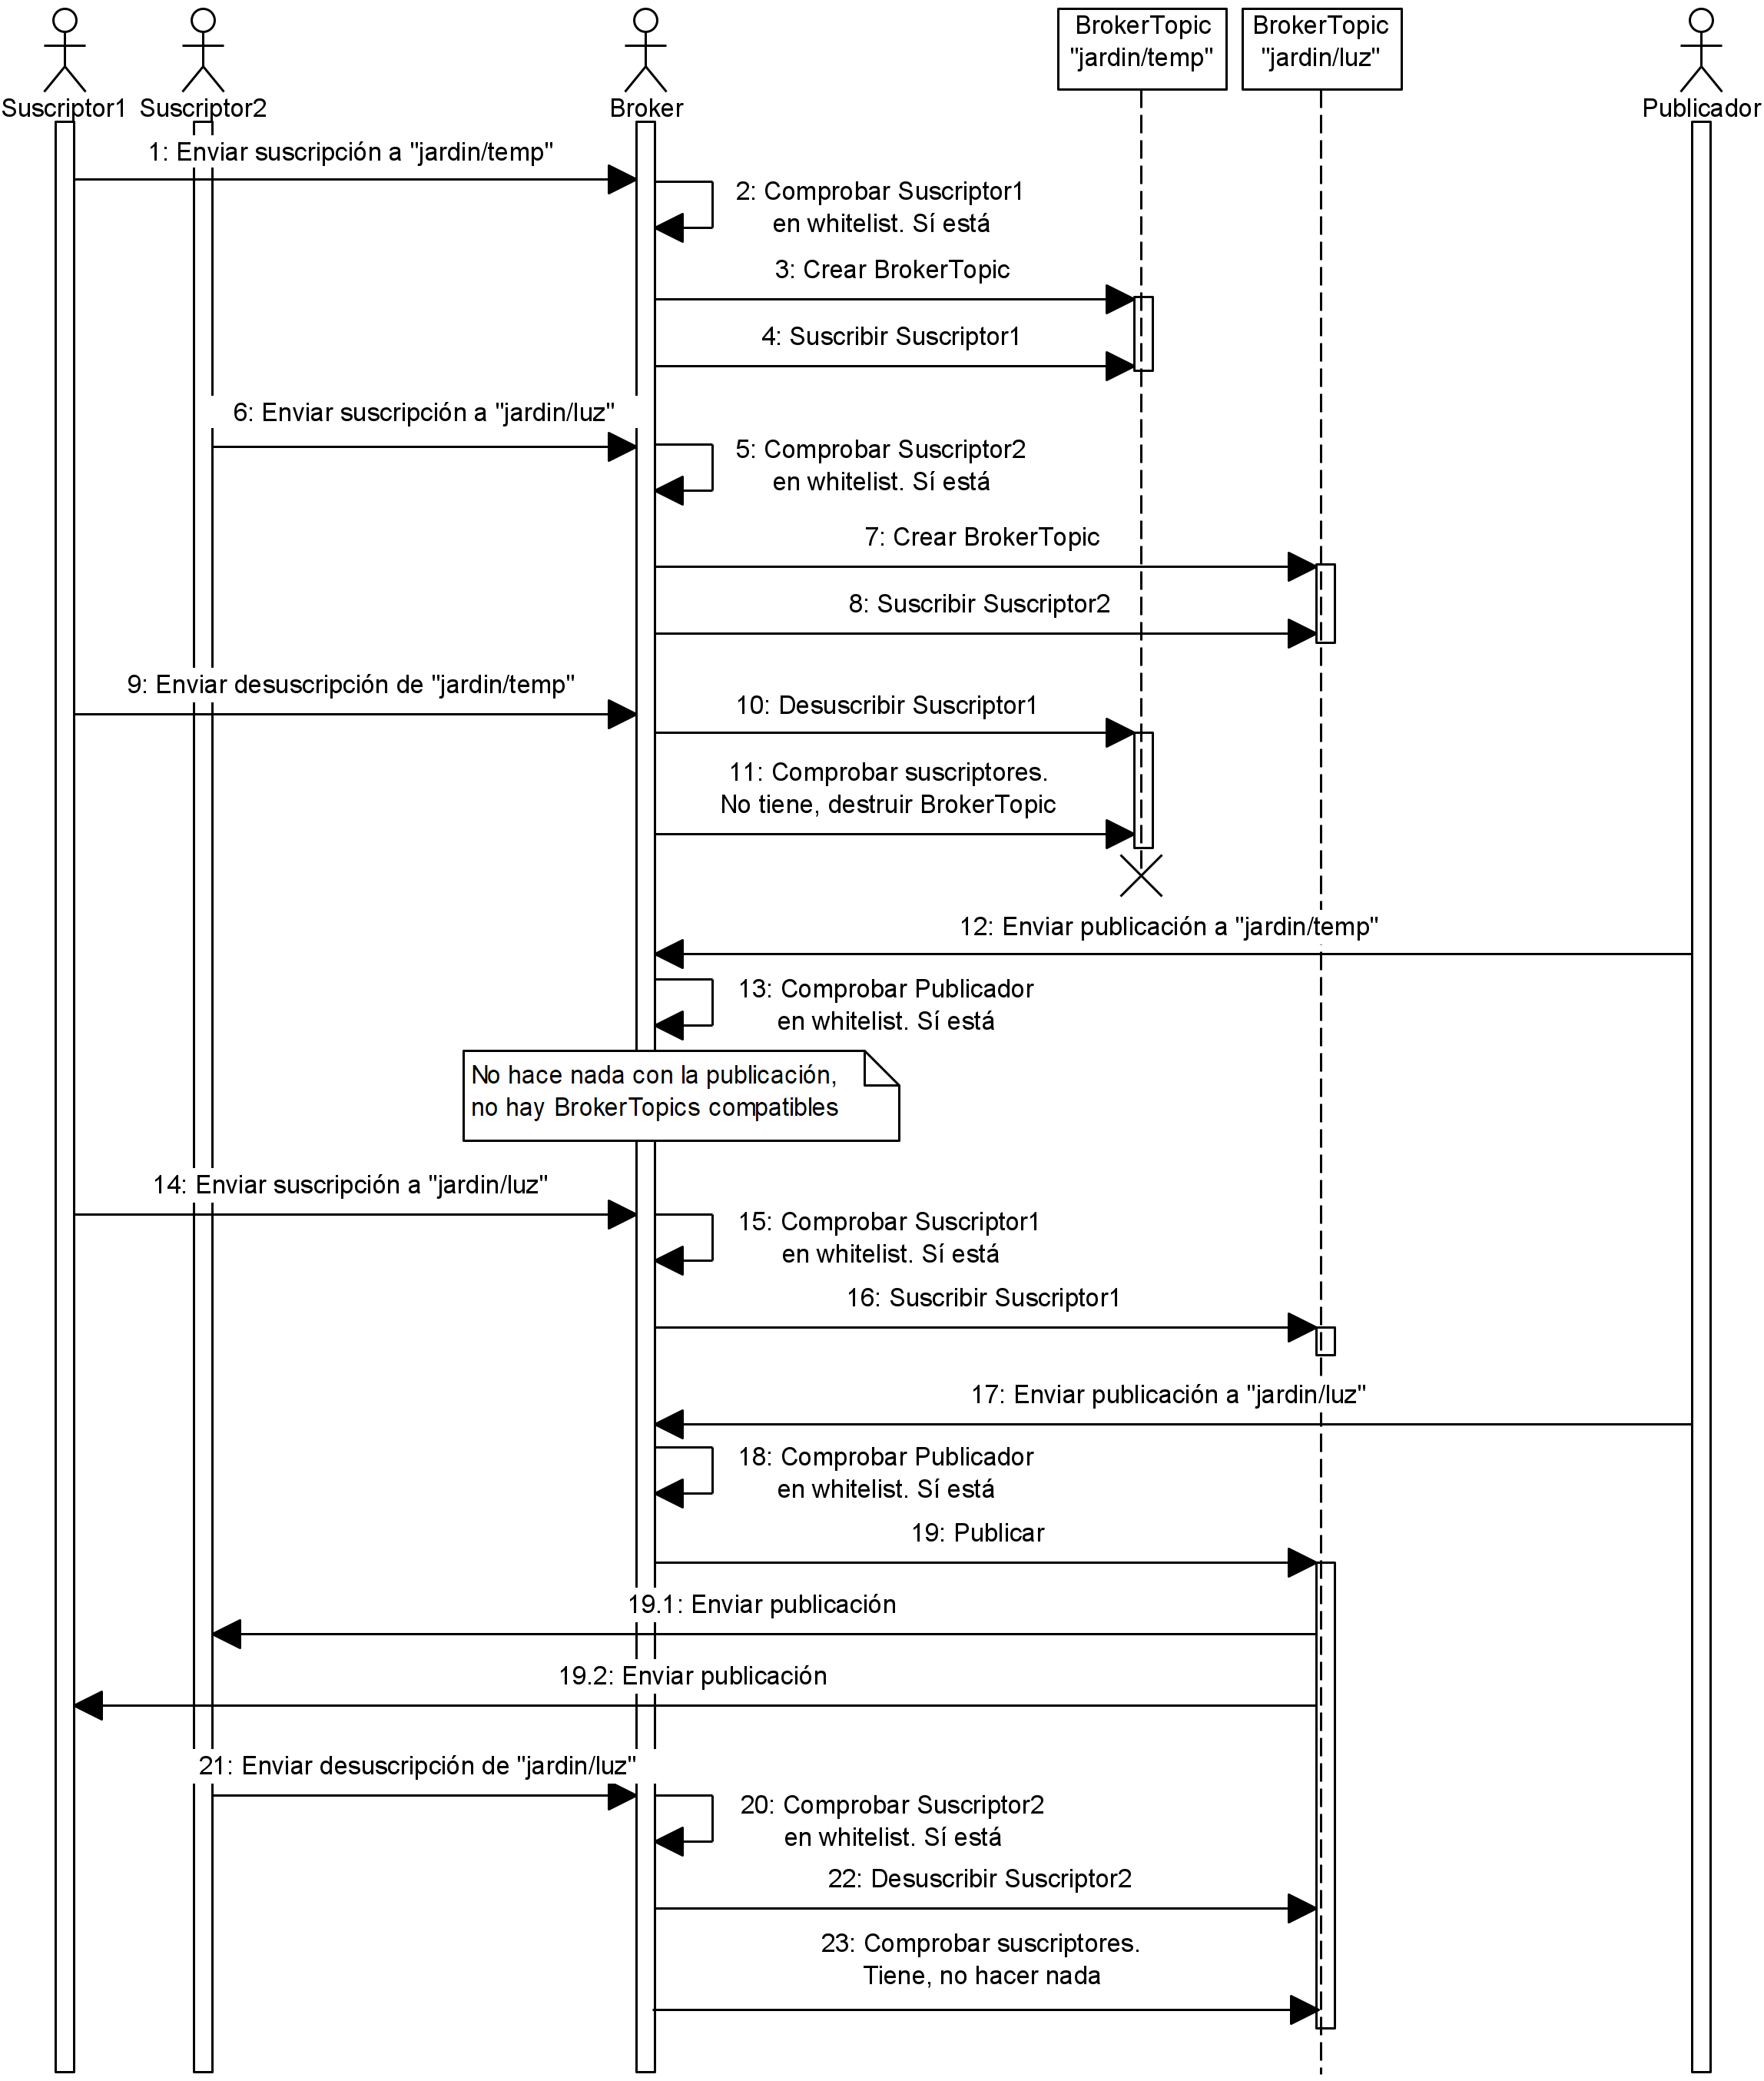 Suscriptor1
Suscriptor2
Broker
BrokerTopic
"jardin/temp"
BrokerTopic
"jardin/luz"
Publicador
1: Enviar suscripción a "jardin/temp"
2: Comprobar Suscriptor1
en whitelist. Sí está
3: Crear BrokerTopic
4: Suscribir Suscriptor1
6: Enviar suscripción a "jardin/luz"
5: Comprobar Suscriptor2
en whitelist. Sí está
7: Crear BrokerTopic
8: Suscribir Suscriptor2
9: Enviar desuscripción de "jardin/temp"
10: Desuscribir Suscriptor1
11: Comprobar suscriptores.
No tiene, destruir BrokerTopic
12: Enviar publicación a "jardin/temp"
13: Comprobar Publicador
en whitelist. Sí está
No hace nada con la publicación,
no hay BrokerTopics compatibles
14: Enviar suscripción a "jardin/luz"
15: Comprobar Suscriptor1
en whitelist. Sí está
16: Suscribir Suscriptor1
17: Enviar publicación a "jardin/luz"
18: Comprobar Publicador
en whitelist. Sí está
19: Publicar
19.1: Enviar publicación
19.2: Enviar publicación
21: Enviar desuscripción de "jardin/luz"
20: Comprobar Suscriptor2
en whitelist. Sí está
22: Desuscribir Suscriptor2
23: Comprobar suscriptores.
Tiene, no hacer nada